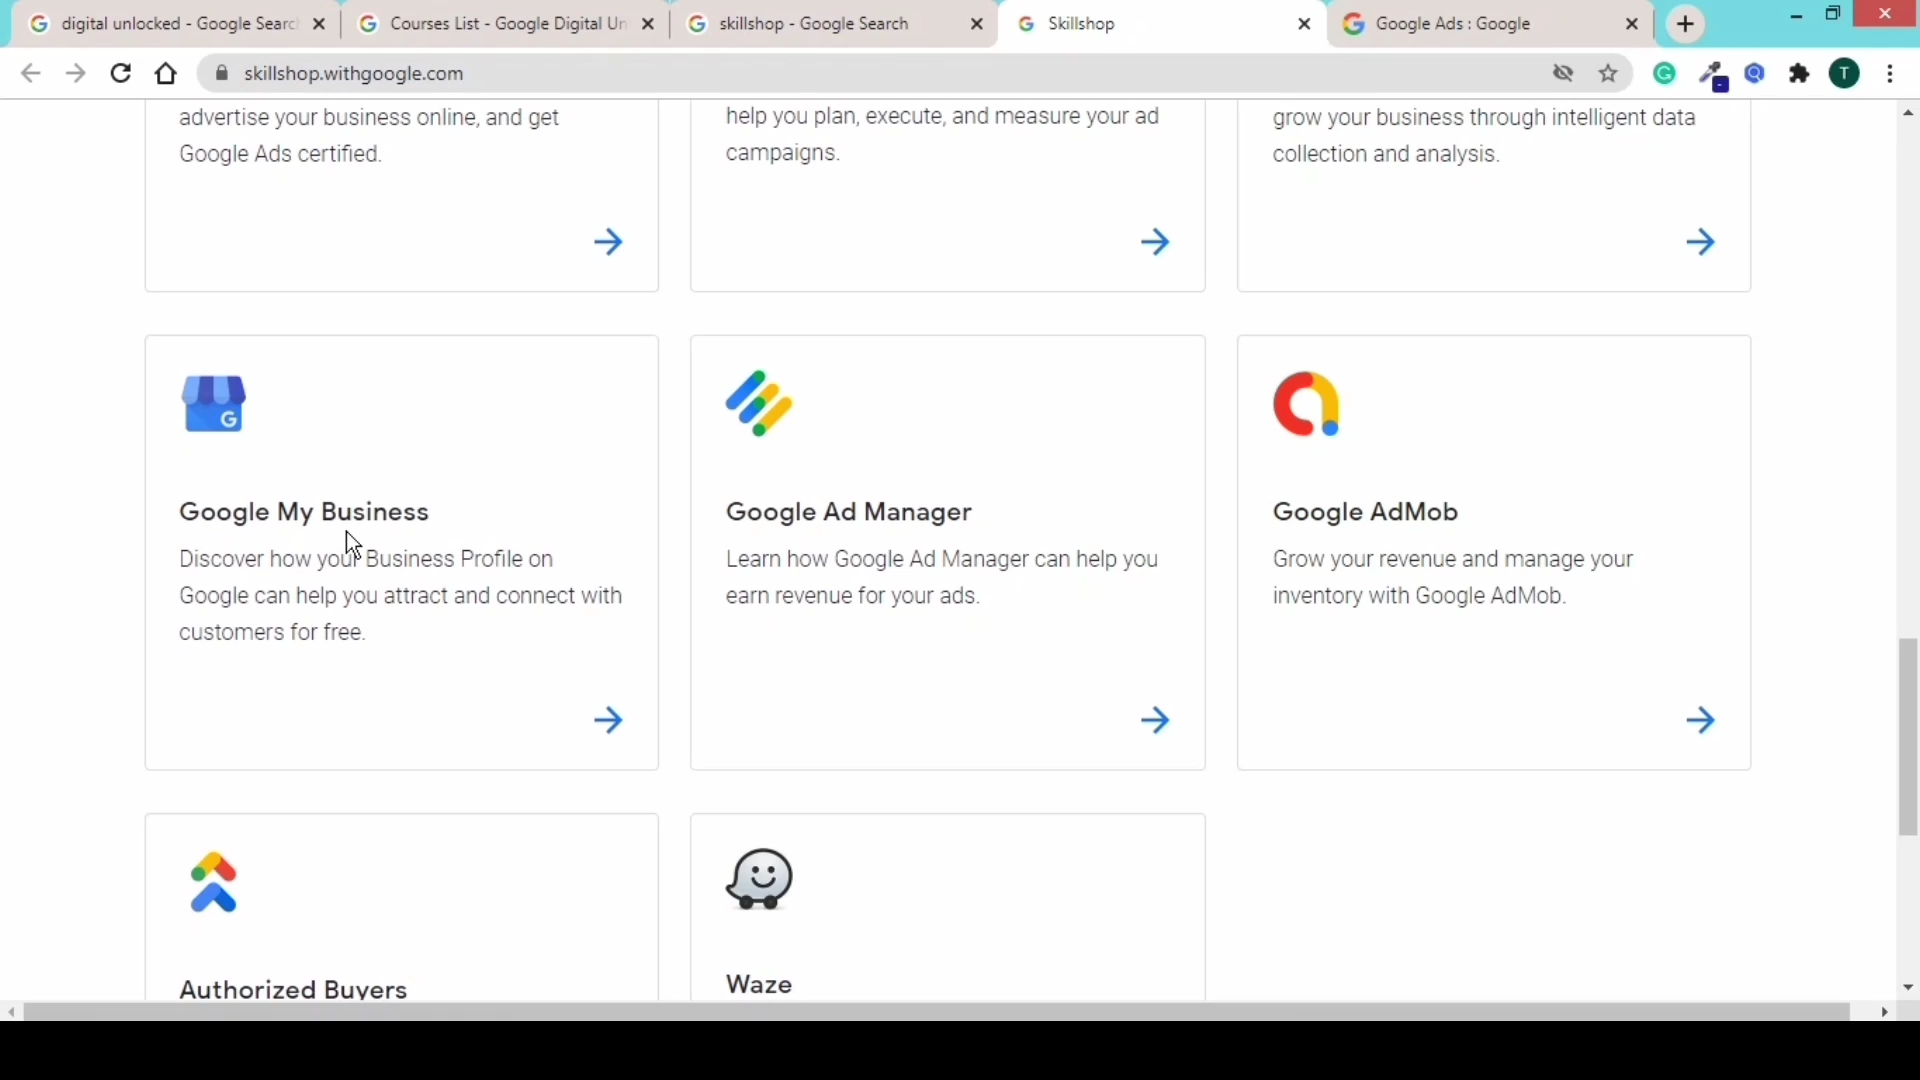 digital unlocked - Google Searc
Courses List - Google Digital Un
skillshop - Google Search
Skillshop
Google Ads : Google
skillshop.withgoogle.com
T
advertise your business online, and get
Google Ads certified.
help you plan, execute, and measure your ad
campaigns.
grow your business through intelligent data
collection and analysis.
Google My Business
Discover how your Business Profile on
Google can help you attract and connect with
customers for free.
Google Ad Manager
Learn how Google Ad Manager can help you
earn revenue for your ads.
Google AdMob
Grow your revenue and manage your
inventory with Google AdMob.
Authorized Buyers
Waze